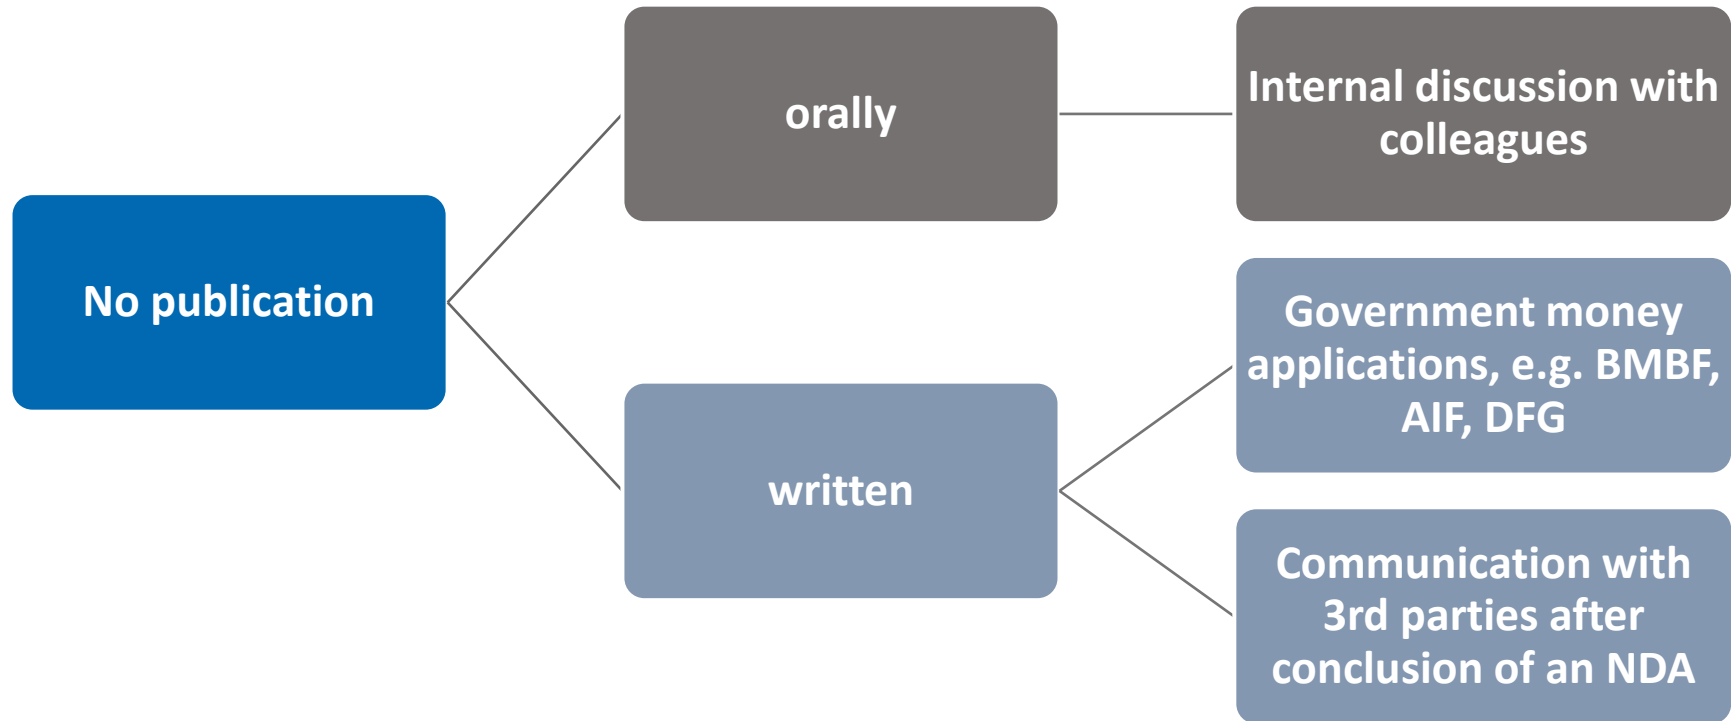 No publication
orally
Internal discussion with
colleagues
written
Government money
applications, e.g. BMBF,
AIF, DFG
Communication with
3rd parties after
conclusion of an NDA